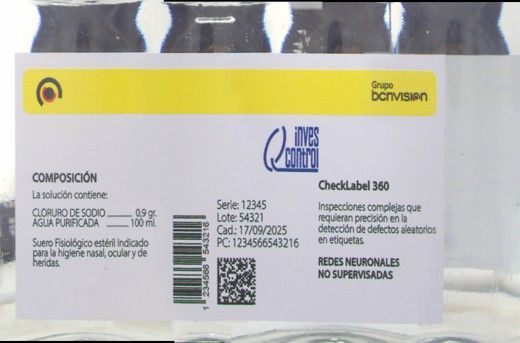 Grupo
bcnvision
inves
control
COMPOSICIÓN
La solución contiene:
CLORURO DE SODIO ............ 0,9 gr.
AGUA PURIFICADA ............ 100 ml.
Suero Fisiológico estéril indicado
para la higiene nasal, ocular y de
heridas.
1 234566 543216
Serie: 12345
Lote: 54321
Cad.: 17/09/2025
PC: 1234566543216
CheckLabel 360
Inspecciones complejas que
requieran precisión en la
detección de defectos aleatorios
en etiquetas.
REDES NEURONALES
NO SUPERVISADAS